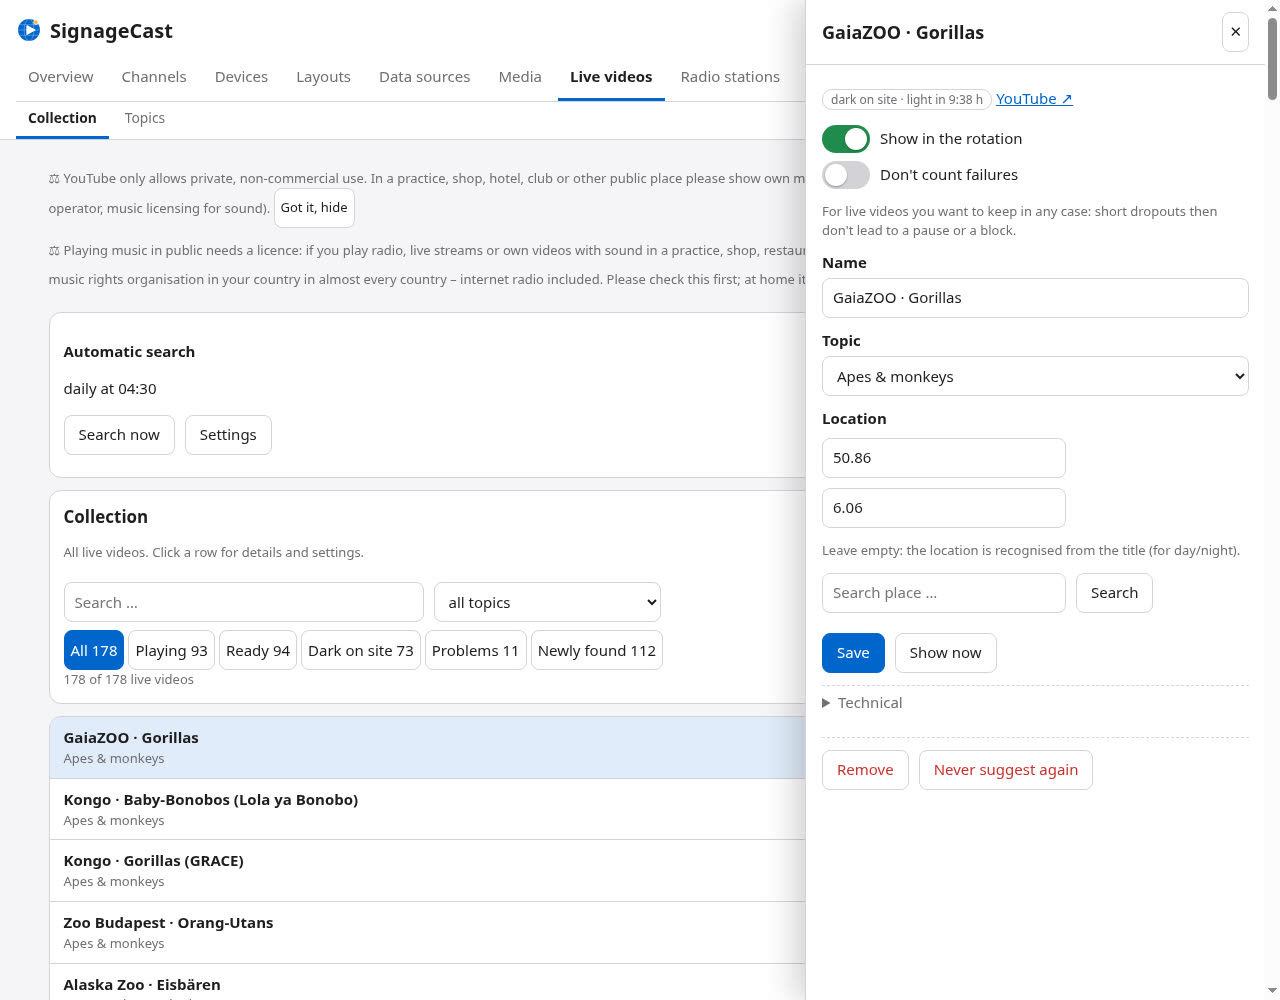 SignageCast
Overview Channels Devices Layouts Data sources Media Live videos Radio stations
Collection Topics
⚖ YouTube only allows private, non-commercial use. In a practice, shop, hotel, club or other public place please show own
operator, music licensing for sound). Got it, hide
⚖ Playing music in public needs a licence: if you play radio, live streams or own videos with sound in a practice, shop,
music rights organisation in your country in almost every country – internet radio included. Please check this first; at home it
Automatic search
daily at 04:30
Search now Settings
Collection
All live videos. Click a row for details and settings.
Search ... all topics
All 178 Playing 93 Ready 94 Dark on site 73 Problems 11 Newly found 112
178 of 178 live videos
GaiaZOO · Gorillas
Apes & monkeys
Kongo · Baby-Bonobos (Lola ya Bonobo)
Apes & monkeys
Kongo · Gorillas (GRACE)
Apes & monkeys
Zoo Budapest · Orang-Utans
Apes & monkeys
Alaska Zoo · Eisbären
GaiaZOO · Gorillas ✕
dark on site · light in 9:38 h YouTube ↗
Show in the rotation
Don't count failures
For live videos you want to keep in any case: short dropouts then
don't lead to a pause or a block.
Name
GaiaZOO · Gorillas
Topic
Apes & monkeys
Location
50.86
6.06
Leave empty: the location is recognised from the title (for day/night).
Search place ... Search
Save Show now
▶ Technical
Remove Never suggest again